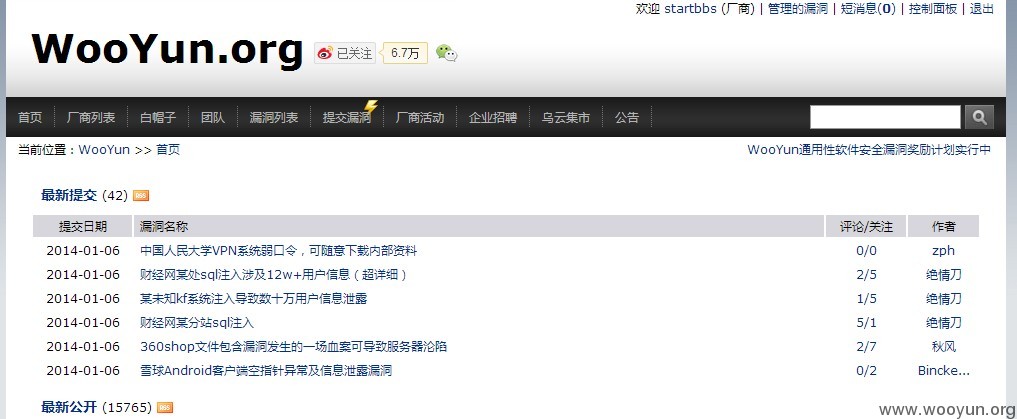 欢迎 startbbs (厂商) | 管理的漏洞 | 短消息(0) | 控制面板 | 退出
WooYun.org 已关注 6.7万
首页 厂商列表 白帽子 团队 漏洞列表 提交漏洞 厂商活动 企业招聘 乌云集市 公告
当前位置：WooYun >> 首页 WooYun通用性软件安全漏洞奖励计划实行中
最新提交 (42) RSS
提交日期 漏洞名称 评论/关注 作者
2014-01-06 中国人民大学VPN系统弱口令，可随意下载内部资料 0/0 zph
2014-01-06 财经网某处sql注入涉及12w+用户信息（超详细） 2/5 绝情刀
2014-01-06 某未知kf系统注入导致数十万用户信息泄露 1/5 绝情刀
2014-01-06 财经网某分站sql注入 5/1 绝情刀
2014-01-06 360shop文件包含漏洞发生的一场血案可导致服务器沦陷 2/7 秋风
2014-01-06 雪球Android客户端空指针异常及信息泄露漏洞 0/2 Bincke...
最新公开 (15765) RSS
www.wooyun.org